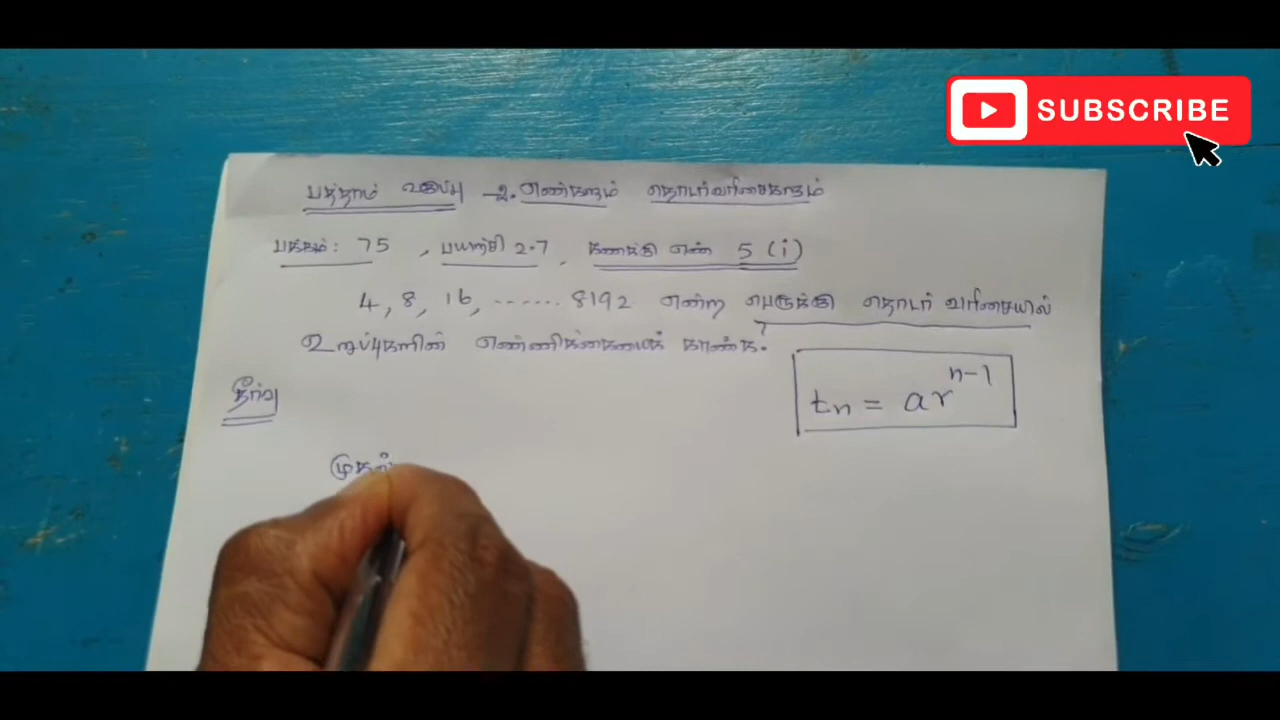 SUBSCRIBE
பத்தாம் வகுப்பு 2. எண்களும் தொடர்வரிசைகளும்
பக்கம் : 75 , பயிற்சி 2.7 , கணக்கு எண் 5 (i)
4, 8, 16, ...... 8192 என்ற பெருக்கு தொடர் வரிசையில்
உறுப்புகளின் எண்ணிக்கையைக் காண்க. ?
tn = ar^n-1
தீர்வு
முதல்